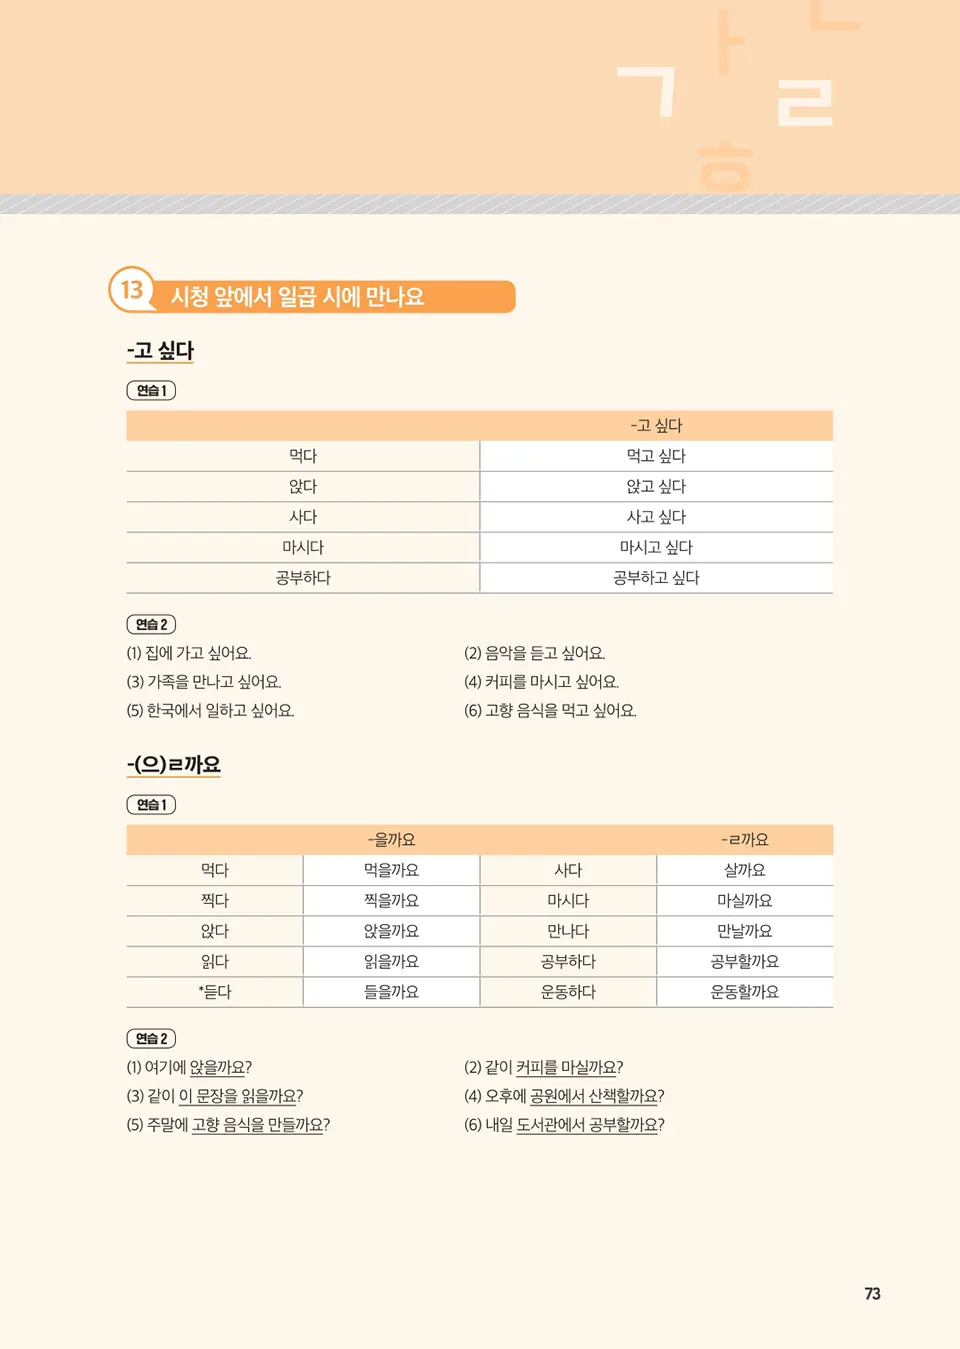 ㅏ ㄴ
ㄱ ㄹ
ㅎ
13 시청 앞에서 일곱 시에 만나요
-고 싶다
연습 1
-고 싶다
먹다 먹고 싶다
앉다 앉고 싶다
사다 사고 싶다
마시다 마시고 싶다
공부하다 공부하고 싶다
연습 2
(1) 집에 가고 싶어요. (2) 음악을 듣고 싶어요.
(3) 가족을 만나고 싶어요. (4) 커피를 마시고 싶어요.
(5) 한국에서 일하고 싶어요. (6) 고향 음식을 먹고 싶어요.
-(으)ㄹ까요
연습 1
-을까요 -ㄹ까요
먹다 먹을까요 사다 살까요
찍다 찍을까요 마시다 마실까요
앉다 앉을까요 만나다 만날까요
읽다 읽을까요 공부하다 공부할까요
*듣다 들을까요 운동하다 운동할까요
연습 2
(1) 여기에 앉을까요? (2) 같이 커피를 마실까요?
(3) 같이 이 문장을 읽을까요? (4) 오후에 공원에서 산책할까요?
(5) 주말에 고향 음식을 만들까요? (6) 내일 도서관에서 공부할까요?
73